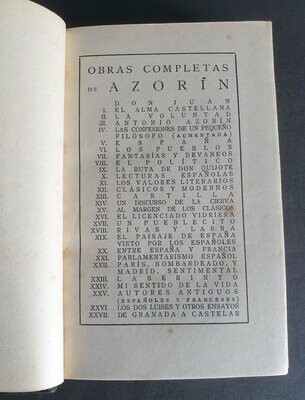 OBRAS COMPLETAS
DE AZORÍN
DON JUAN
I. EL ALMA CASTELLANA
II. LA VOLUNTAD
III. ANTONIO AZORÍN
IV. LAS CONFESIONES DE UN PEQUEÑO
FILÓSOFO (AUMENTADA)
V. ESPAÑA
VI. LOS PUEBLOS
VII. FANTASÍAS Y DEVANEOS
VIII. EL POLÍTICO
IX. LA RUTA DE DON QUIJOTE
X. LECTURAS ESPAÑOLAS
XI. LOS VALORES LITERARIOS
XII. CLÁSICOS Y MODERNOS
XIII. CASTILLA
XIV. UN DISCURSO DE LA CIERVA
XV. AL MARGEN DE LOS CLÁSICOS
XVI. EL LICENCIADO VIDRIERA
XVII. UN PUEBLECITO
XVIII. RIVAS Y LARRA
XIX. EL PAISAJE DE ESPAÑA
VISTO POR LOS ESPAÑOLES
XX. ENTRE ESPAÑA Y FRANCIA
XXI. PARLAMENTARISMO ESPAÑOL
XXII. PARÍS, BOMBARDEADO, Y
MADRID, SENTIMENTAL
XXIII. LABERINTO
XXIV. MI SENTIDO DE LA VIDA
XXV. AUTORES ANTIGUOS
(ESPAÑOLES Y FRANCESES)
XXVI. LOS DOS LUISES Y OTROS ENSAYOS
XXVII. DE GRANADA A CASTELAR